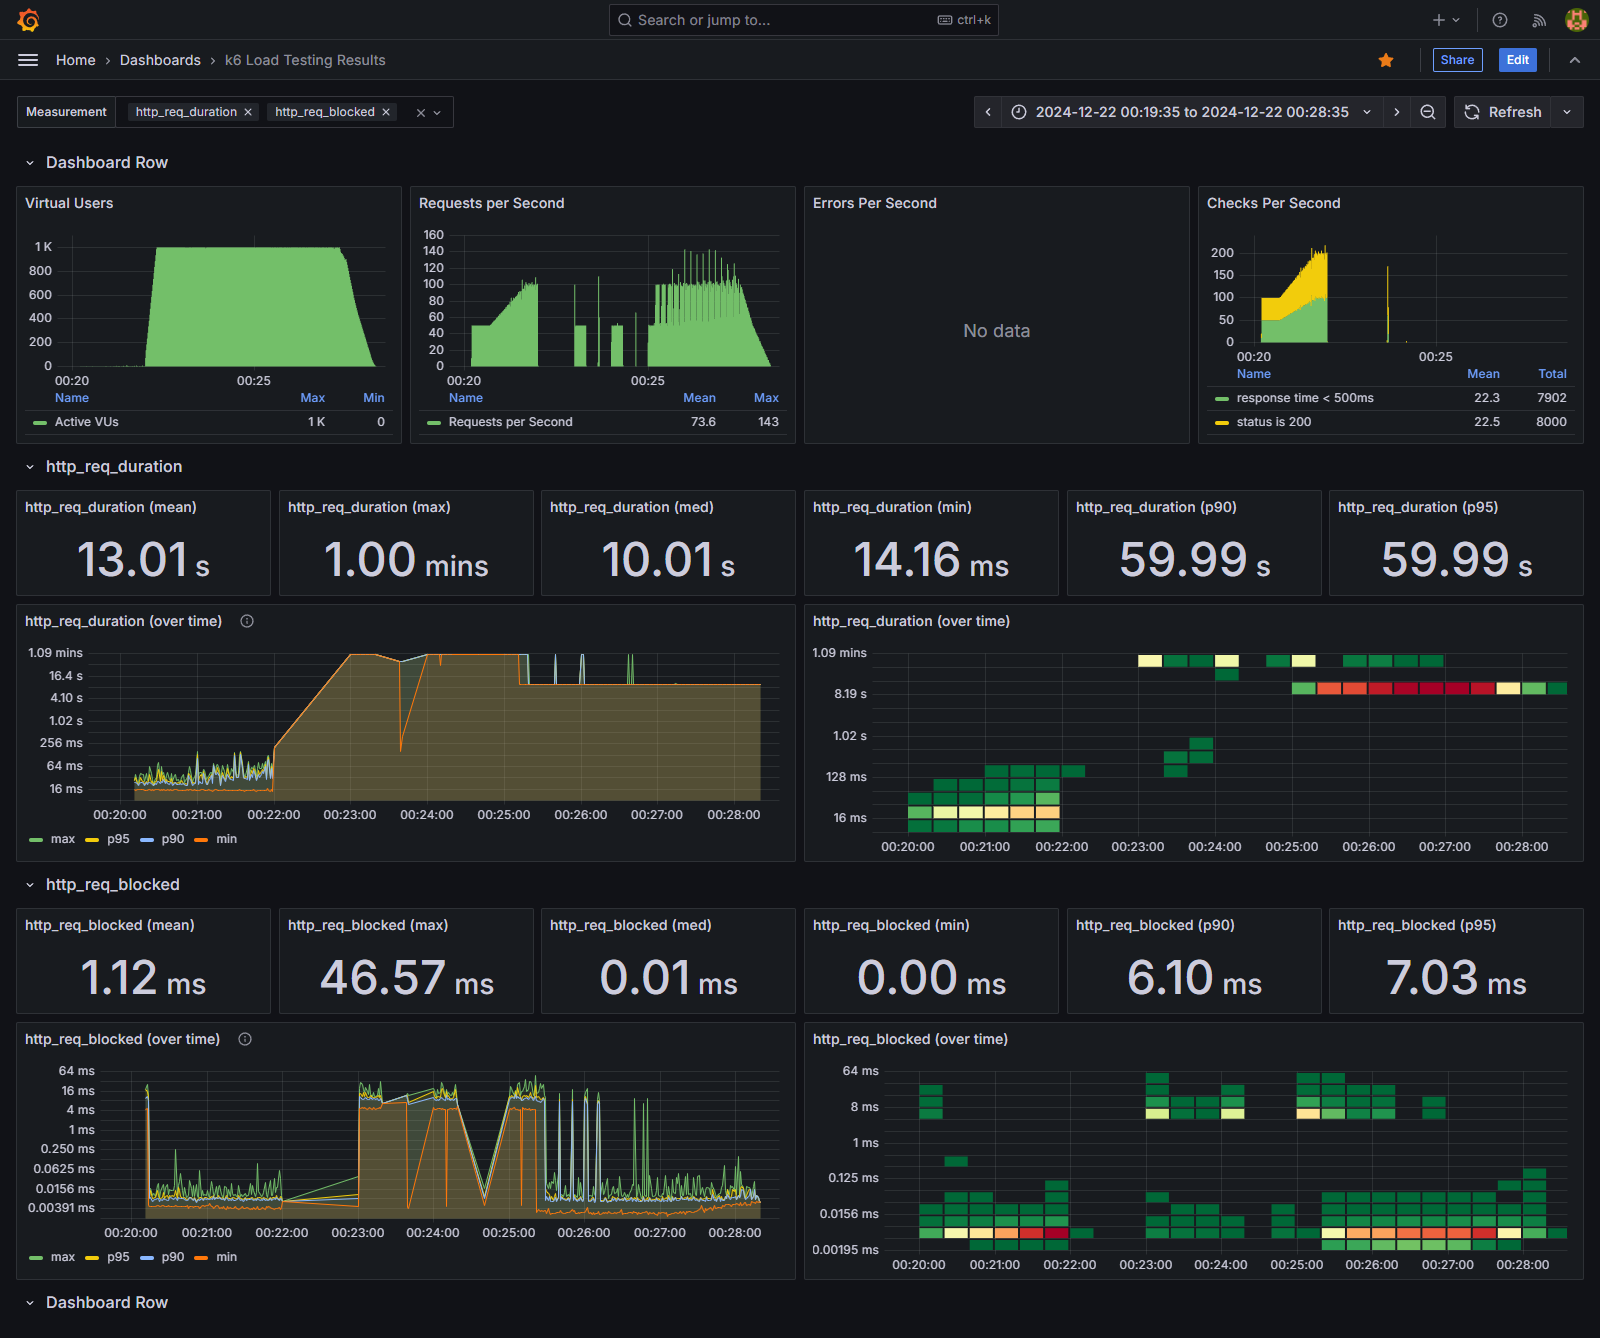 Search or jump to... ctrl+k
Home › Dashboards › k6 Load Testing Results Share Edit
Measurement http_req_duration × http_req_blocked × 2024-12-22 00:19:35 to 2024-12-22 00:28:35 Refresh
Dashboard Row
Virtual Users
1 K
800
600
400
200
0
00:20 00:25
Name Max Min
Active VUs 1 K 0
Requests per Second
160
140
120
100
80
60
40
20
0
00:20 00:25
Name Mean Max
Requests per Second 73.6 143
Errors Per Second
No data
Checks Per Second
200
150
100
50
0
00:20 00:25
Name Mean Total
response time < 500ms 22.3 7902
status is 200 22.5 8000
http_req_duration
http_req_duration (mean)
13.01 s
http_req_duration (max)
1.00 mins
http_req_duration (med)
10.01 s
http_req_duration (min)
14.16 ms
http_req_duration (p90)
59.99 s
http_req_duration (p95)
59.99 s
http_req_duration (over time)
1.09 mins
16.4 s
4.10 s
1.02 s
256 ms
64 ms
16 ms
00:20:00 00:21:00 00:22:00 00:23:00 00:24:00 00:25:00 00:26:00 00:27:00 00:28:00
max p95 p90 min
http_req_duration (over time)
1.09 mins
8.19 s
1.02 s
128 ms
16 ms
00:20:00 00:21:00 00:22:00 00:23:00 00:24:00 00:25:00 00:26:00 00:27:00 00:28:00
http_req_blocked
http_req_blocked (mean)
1.12 ms
http_req_blocked (max)
46.57 ms
http_req_blocked (med)
0.01 ms
http_req_blocked (min)
0.00 ms
http_req_blocked (p90)
6.10 ms
http_req_blocked (p95)
7.03 ms
http_req_blocked (over time)
64 ms
16 ms
4 ms
1 ms
0.250 ms
0.0625 ms
0.0156 ms
0.00391 ms
00:20:00 00:21:00 00:22:00 00:23:00 00:24:00 00:25:00 00:26:00 00:27:00 00:28:00
max p95 p90 min
http_req_blocked (over time)
64 ms
8 ms
1 ms
0.125 ms
0.0156 ms
0.00195 ms
00:20:00 00:21:00 00:22:00 00:23:00 00:24:00 00:25:00 00:26:00 00:27:00 00:28:00
Dashboard Row